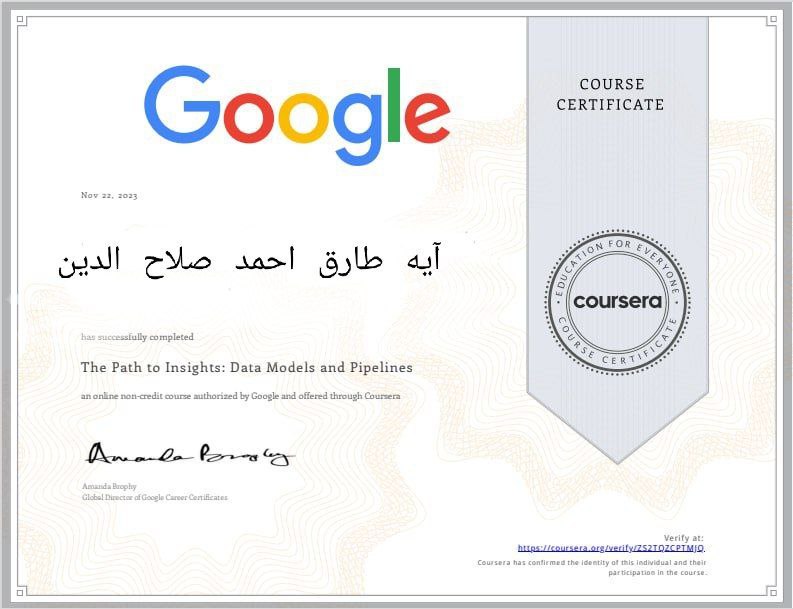 Google
COURSE
CERTIFICATE
Nov 22, 2023
آيه طارق احمد صلاح الدين
has successfully completed
The Path to Insights: Data Models and Pipelines
an online non-credit course authorized by Google and offered through Coursera
EDUCATION FOR EVERYONE
coursera
COURSE CERTIFICATE
Amanda Brophy
Amanda Brophy
Global Director of Google Career Certificates
Verify at:
https://coursera.org/verify/ZS2TQZCPTMJQ
Coursera has confirmed the identity of this individual and their
participation in the course.